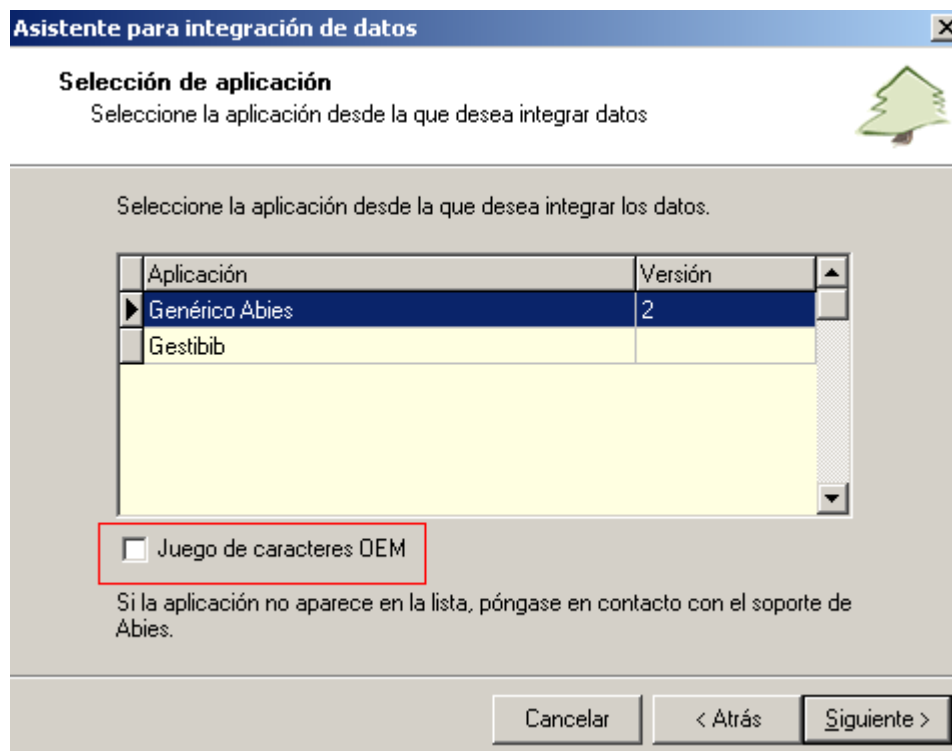 Asistente para integración de datos
Selección de aplicación
Seleccione la aplicación desde la que desea integrar datos
Seleccione la aplicación desde la que desea integrar los datos.
Aplicación Versión
Genérico Abies 2
Gestibib
Juego de caracteres OEM
Si la aplicación no aparece en la lista, póngase en contacto con el soporte de
Abies.
Cancelar < Atrás Siguiente >